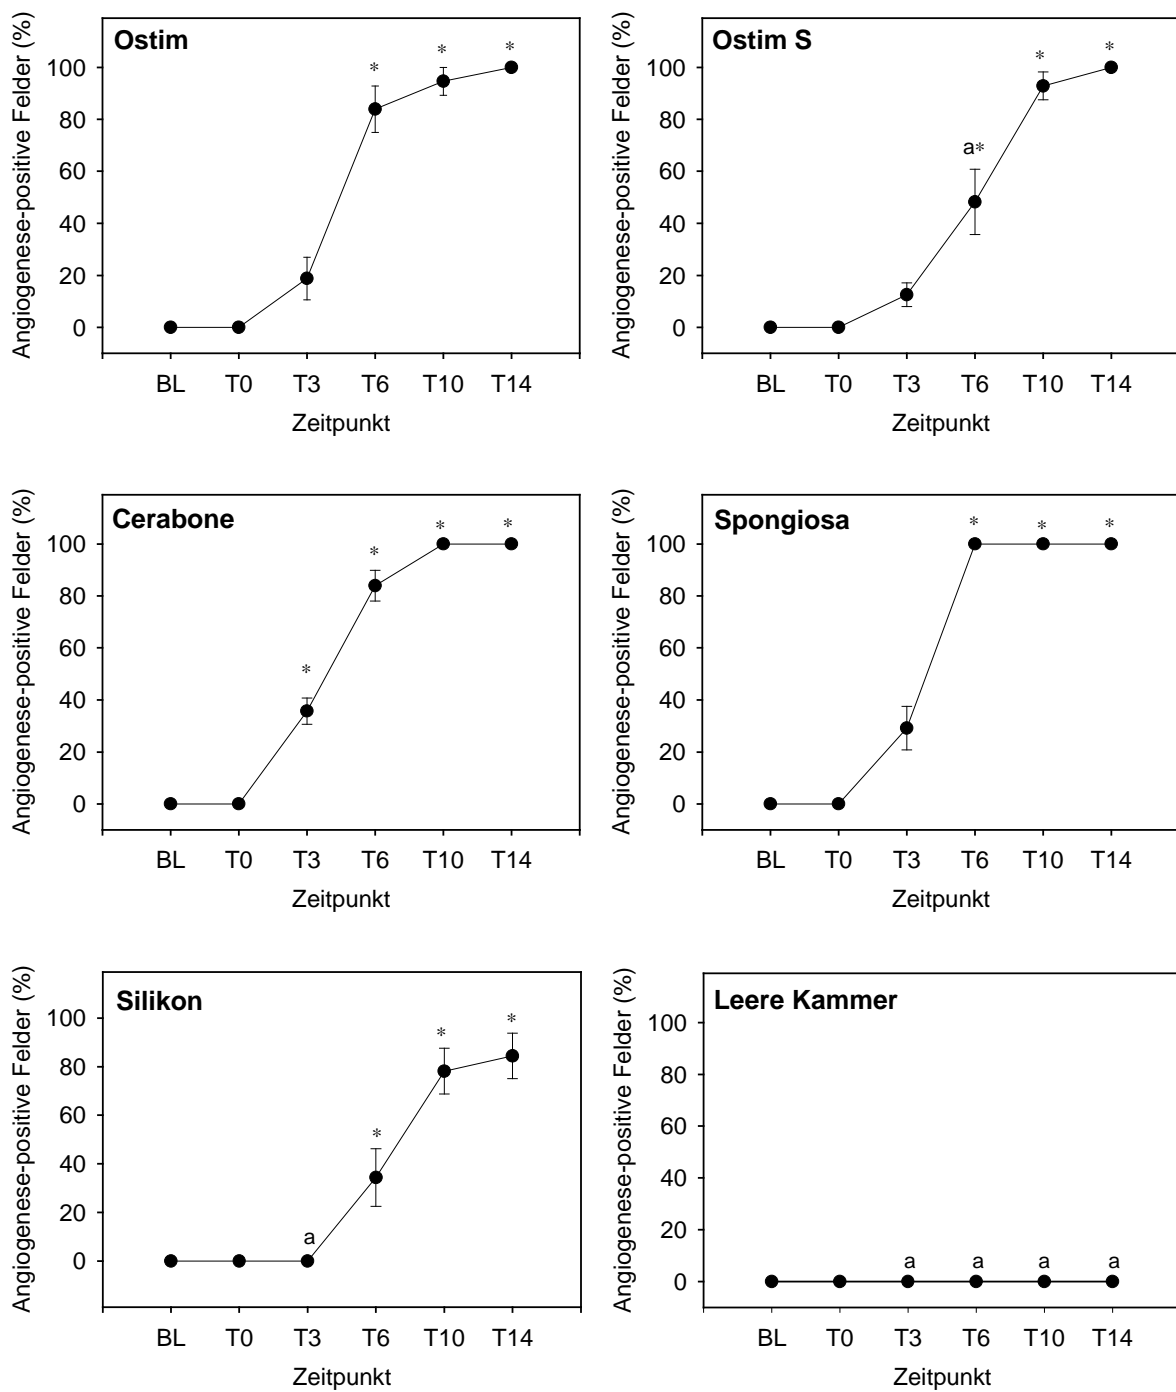 Ostim
Angiogenese-positive Felder (%)
100
80
60
40
20
0
*
*
*
BL T0 T3 T6 T10 T14
Zeitpunkt
Ostim S
Angiogenese-positive Felder (%)
100
80
60
40
20
0
a*
*
*
BL T0 T3 T6 T10 T14
Zeitpunkt
Cerabone
Angiogenese-positive Felder (%)
100
80
60
40
20
0
*
*
*
*
BL T0 T3 T6 T10 T14
Zeitpunkt
Spongiosa
Angiogenese-positive Felder (%)
100
80
60
40
20
0
*
*
*
BL T0 T3 T6 T10 T14
Zeitpunkt
Silikon
Angiogenese-positive Felder (%)
100
80
60
40
20
0
a
*
*
*
BL T0 T3 T6 T10 T14
Zeitpunkt
Leere Kammer
Angiogenese-positive Felder (%)
100
80
60
40
20
0
a a a a
BL T0 T3 T6 T10 T14
Zeitpunkt